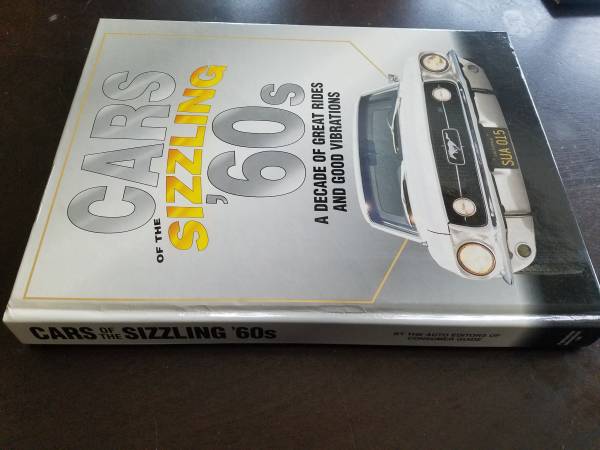 CARS
OF THE
SIZZLING
'60s
A DECADE OF GREAT RIDES
AND GOOD VIBRATIONS
SUA 015
CARS OF THE SIZZLING '60s
BY THE AUTO EDITORS OF
CONSUMER GUIDE